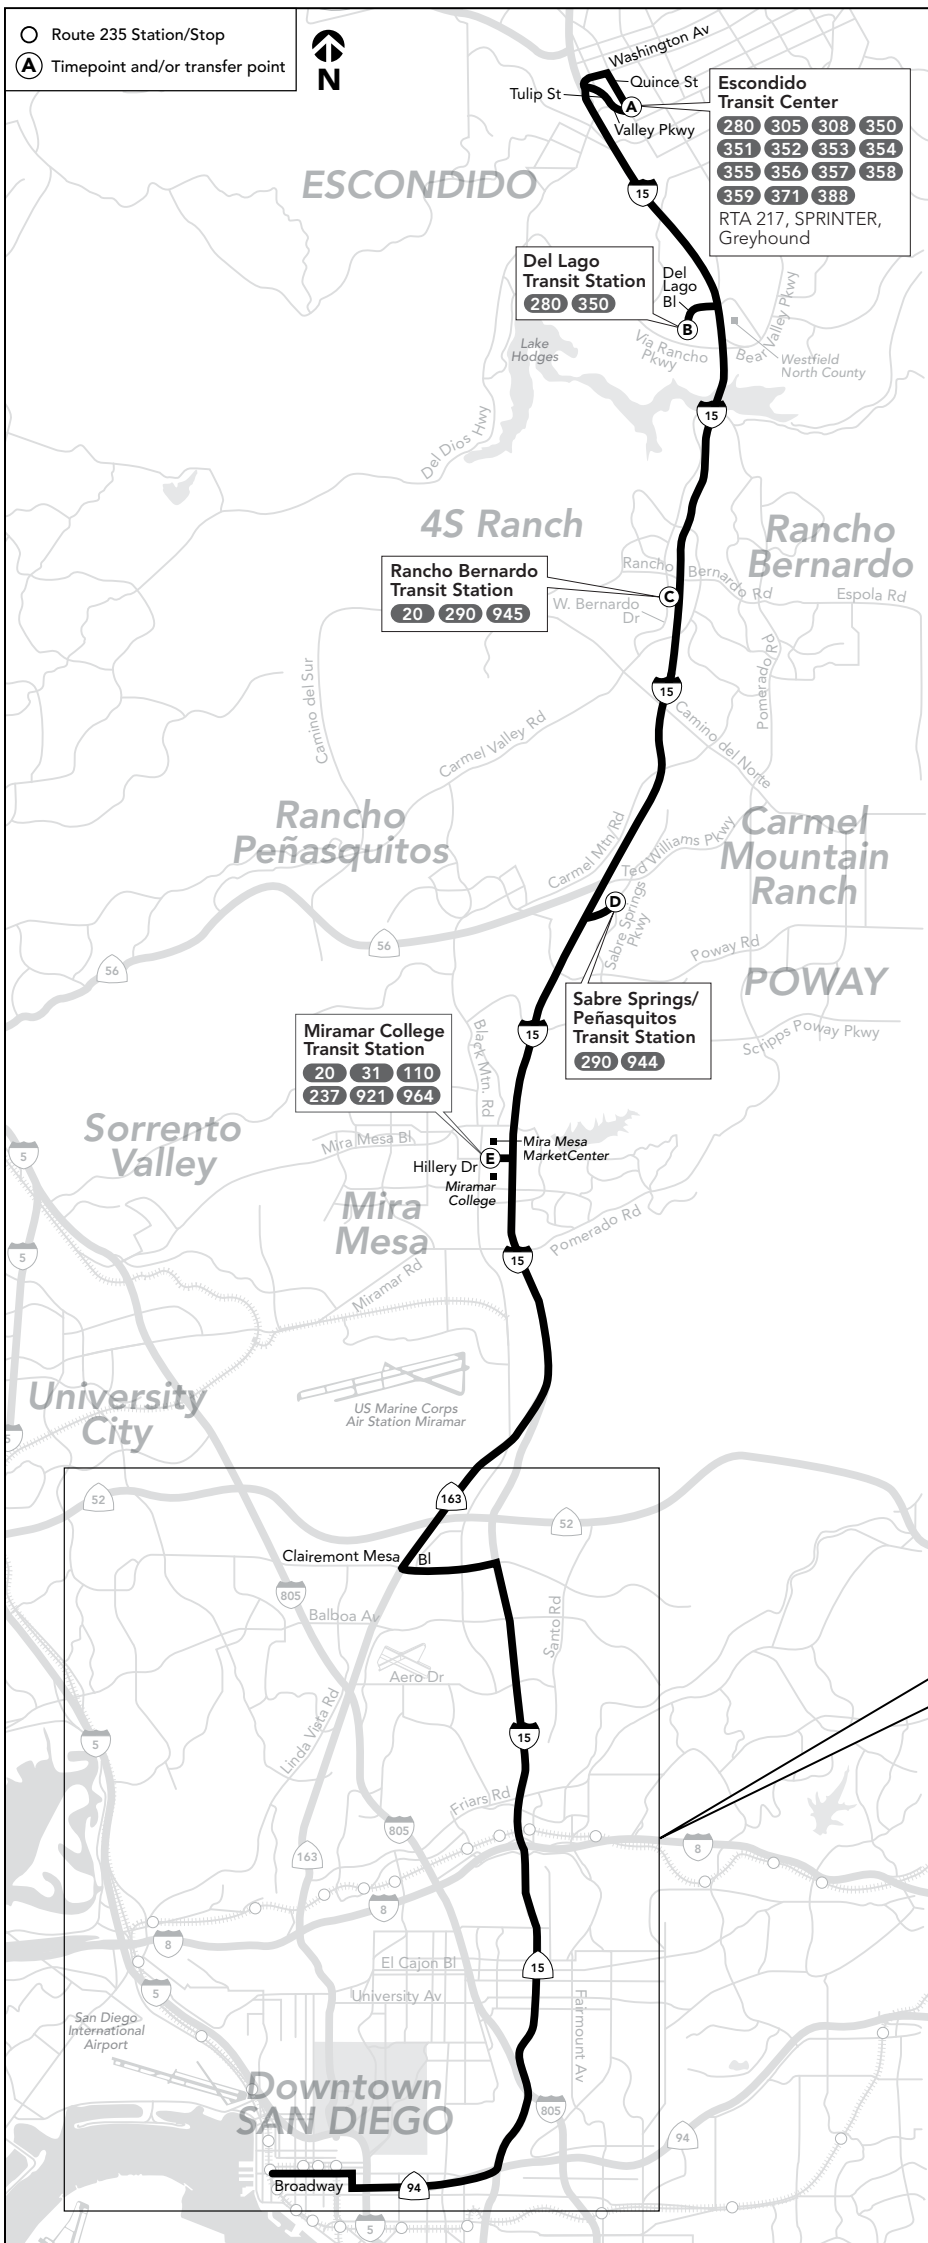 Route 235 Station/Stop
A Timepoint and/or transfer point
N
Washington Av
Quince St
Tulip St
A
Valley Pkwy
Escondido
Transit Center
280 305 308 350
351 352 353 354
355 356 357 358
359 371 388
RTA 217, SPRINTER,
Greyhound
ESCONDIDO
15
Del Lago
Transit Station
280 350
Del
Lago
Bl
B
Bear Valley Pkwy
Via Rancho
Pkwy
Westfield
North County
Lake
Hodges
15
Del Dios Hwy
4S Ranch
Rancho
Bernardo
Rancho Bernardo Rd
Rancho Bernardo
Transit Station
20 290 945
C
W. Bernardo
Dr
Espola Rd
Pomerado Rd
15
Camino del Sur
Carmel Valley Rd
Camino del Norte
Rancho
Peñasquitos
Carmel
Mountain
Ranch
Carmel Mtn Rd
Ted Williams Pkwy
D
Sabre Springs
Pkwy
56
56
Poway Rd
POWAY
Sabre Springs/
Peñasquitos
Transit Station
290 944
Scripps Poway Pkwy
15
Miramar College
Transit Station
20 31 110
237 921 964
Black Mtn. Rd
Sorrento
Valley
5
Mira Mesa Bl
Mira Mesa
MarketCenter
E
Hillery Dr
Miramar
College
Mira
Mesa
5
15
Pomerado Rd
Miramar Rd
University
City
US Marine Corps
Air Station Miramar
5
52
163
52
Clairemont Mesa Bl
805
Balboa Av
Santo Rd
Aero Dr
Linda Vista Rd
5
15
Friars Rd
805
163
8
8
8
El Cajon Bl
15
5
University Av
Fairmount Av
San Diego
International
Airport
Downtown
SAN DIEGO
805
94
Broadway
94
5